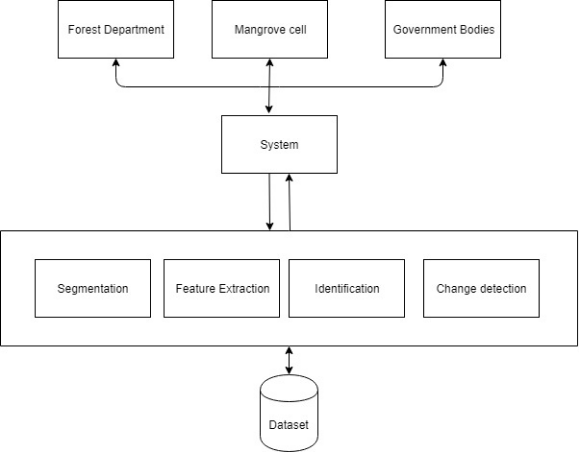 Forest Department
Mangrove cell
Government Bodies
System
Segmentation
Feature Extraction
Identification
Change detection
Dataset